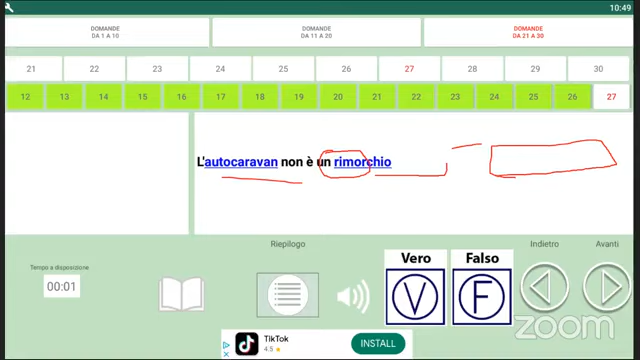 10:49
DOMANDE
DA 1 A 10
DOMANDE
DA 11 A 20
DOMANDE
DA 21 A 30
21 22 23 24 25 26 27 28 29 30
12 13 14 15 16 17 18 19 20 21 22 23 24 25 26 27
L'autocaravan non è un rimorchio
Riepilogo
Indietro
Avanti
Tempo a disposizione
00:01
Vero
Falso
V
F
TikTok
4.5
INSTALL
zoom